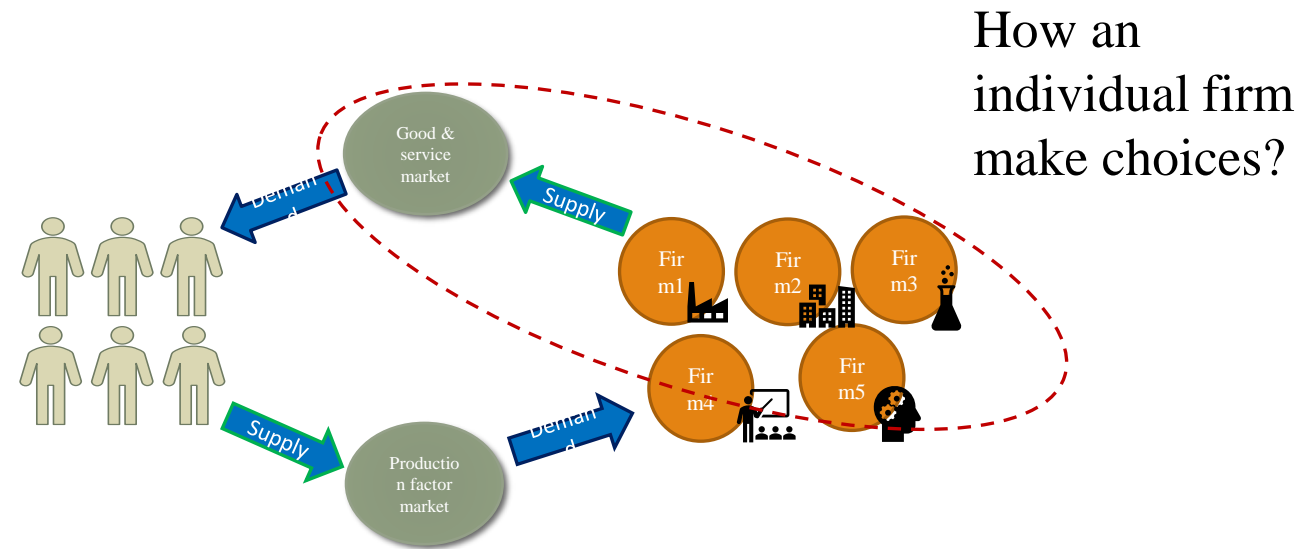 How an
individual firm
make choices?
Good &
service
market
Deman
d
Supply
Fir
m1
Fir
m2
Fir
m3
Fir
m4
Fir
m5
Supply
Deman
d
Productio
n factor
market